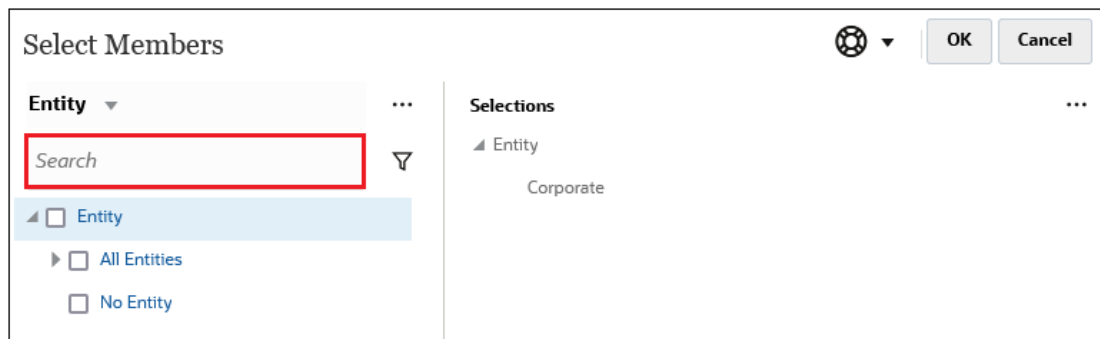 Select Members
OK
Cancel
Entity
Selections
Search
Entity
Corporate
Entity
All Entities
No Entity